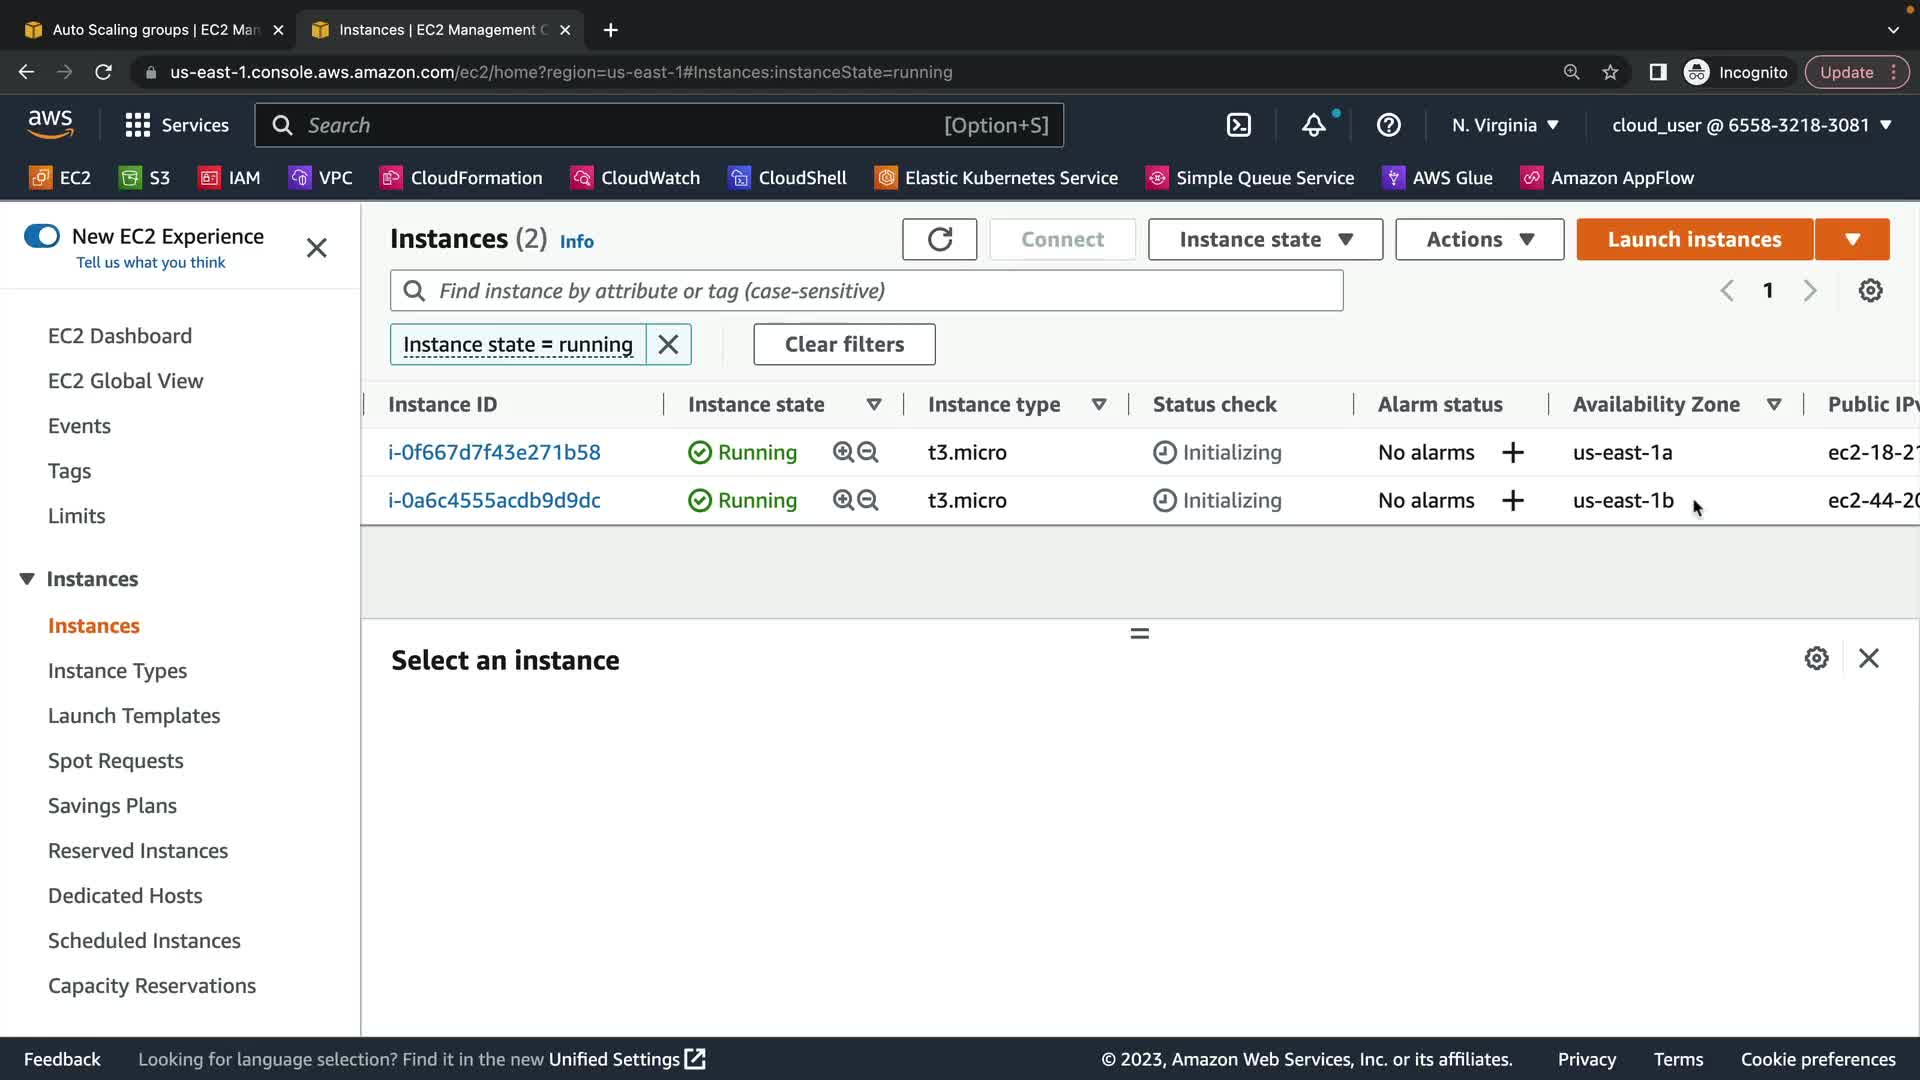 Auto Scaling groups | EC2 Man
Instances | EC2 Management C
us-east-1.console.aws.amazon.com/ec2/home?region=us-east-1#Instances:instanceState=running
Incognito
Update
aws
Services
Search
[Option+S]
N. Virginia
cloud_user @ 6558-3218-3081
EC2
S3
IAM
VPC
CloudFormation
CloudWatch
CloudShell
Elastic Kubernetes Service
Simple Queue Service
AWS Glue
Amazon AppFlow
New EC2 Experience
Tell us what you think
EC2 Dashboard
EC2 Global View
Events
Tags
Limits
Instances
Instances
Instance Types
Launch Templates
Spot Requests
Savings Plans
Reserved Instances
Dedicated Hosts
Scheduled Instances
Capacity Reservations
Instances (2) Info
Connect
Instance state
Actions
Launch instances
Find instance by attribute or tag (case-sensitive)
1
Instance state = running
Clear filters
Instance ID Instance state Instance type Status check Alarm status Availability Zone Public IPv
i-0f667d7f43e271b58 Running t3.micro Initializing No alarms us-east-1a ec2-18-21
i-0a6c4555acdb9d9dc Running t3.micro Initializing No alarms us-east-1b ec2-44-20
Select an instance
Feedback
Looking for language selection? Find it in the new Unified Settings
© 2023, Amazon Web Services, Inc. or its affiliates.
Privacy
Terms
Cookie preferences